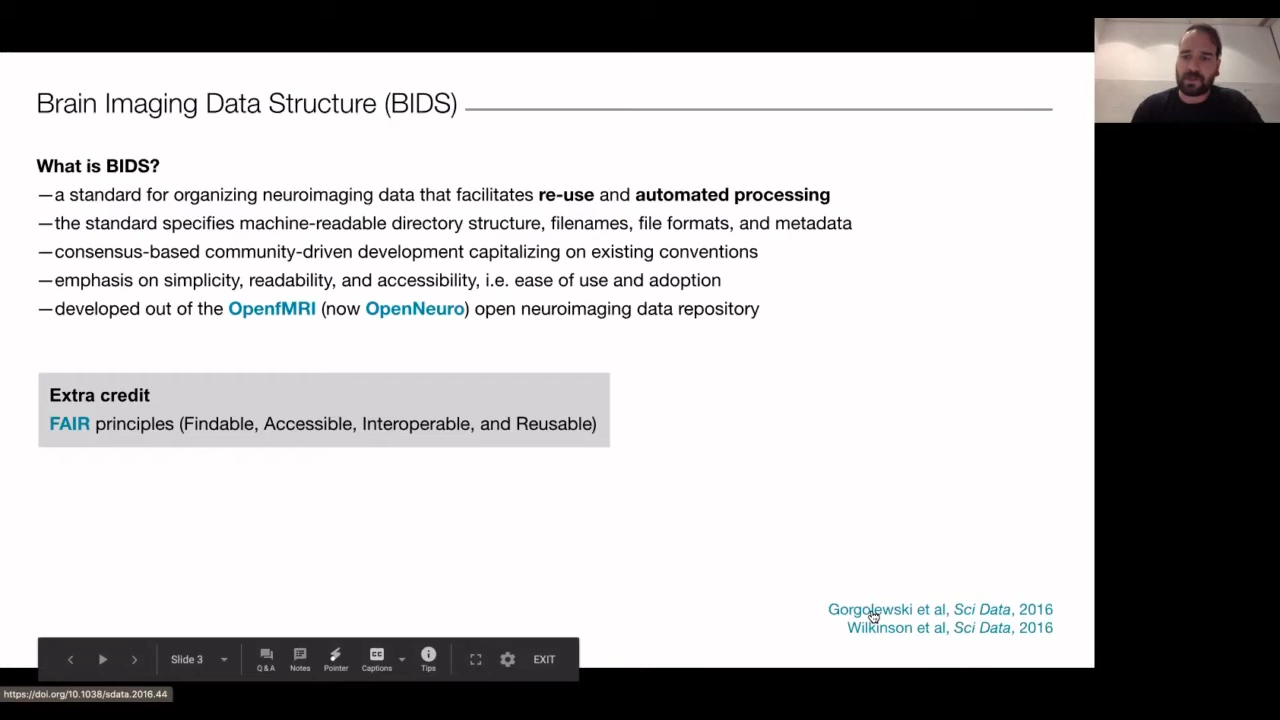 Brain Imaging Data Structure (BIDS)
What is BIDS?
—a standard for organizing neuroimaging data that facilitates re-use and automated processing
—the standard specifies machine-readable directory structure, filenames, file formats, and metadata
—consensus-based community-driven development capitalizing on existing conventions
—emphasis on simplicity, readability, and accessibility, i.e. ease of use and adoption
—developed out of the OpenfMRI (now OpenNeuro) open neuroimaging data repository
Extra credit
FAIR principles (Findable, Accessible, Interoperable, and Reusable)
Gorgolewski et al, Sci Data, 2016
Wilkinson et al, Sci Data, 2016
Slide 3 Q & A Notes Pointer CC Captions Tips EXIT
https://doi.org/10.1038/sdata.2016.44